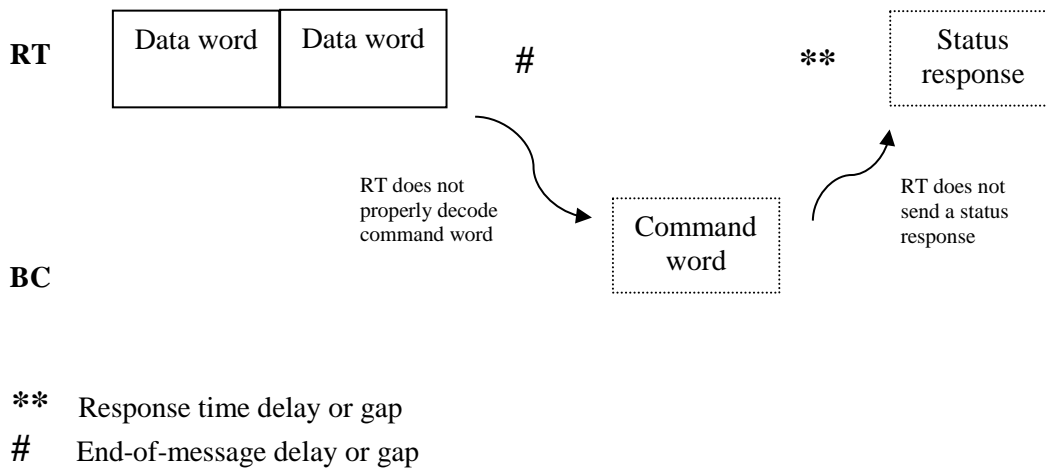 RT
Data word
Data word
#
**
Status
response
RT does not
properly decode
command word
Command
word
RT does not
send a status
response
BC
** Response time delay or gap
# End-of-message delay or gap